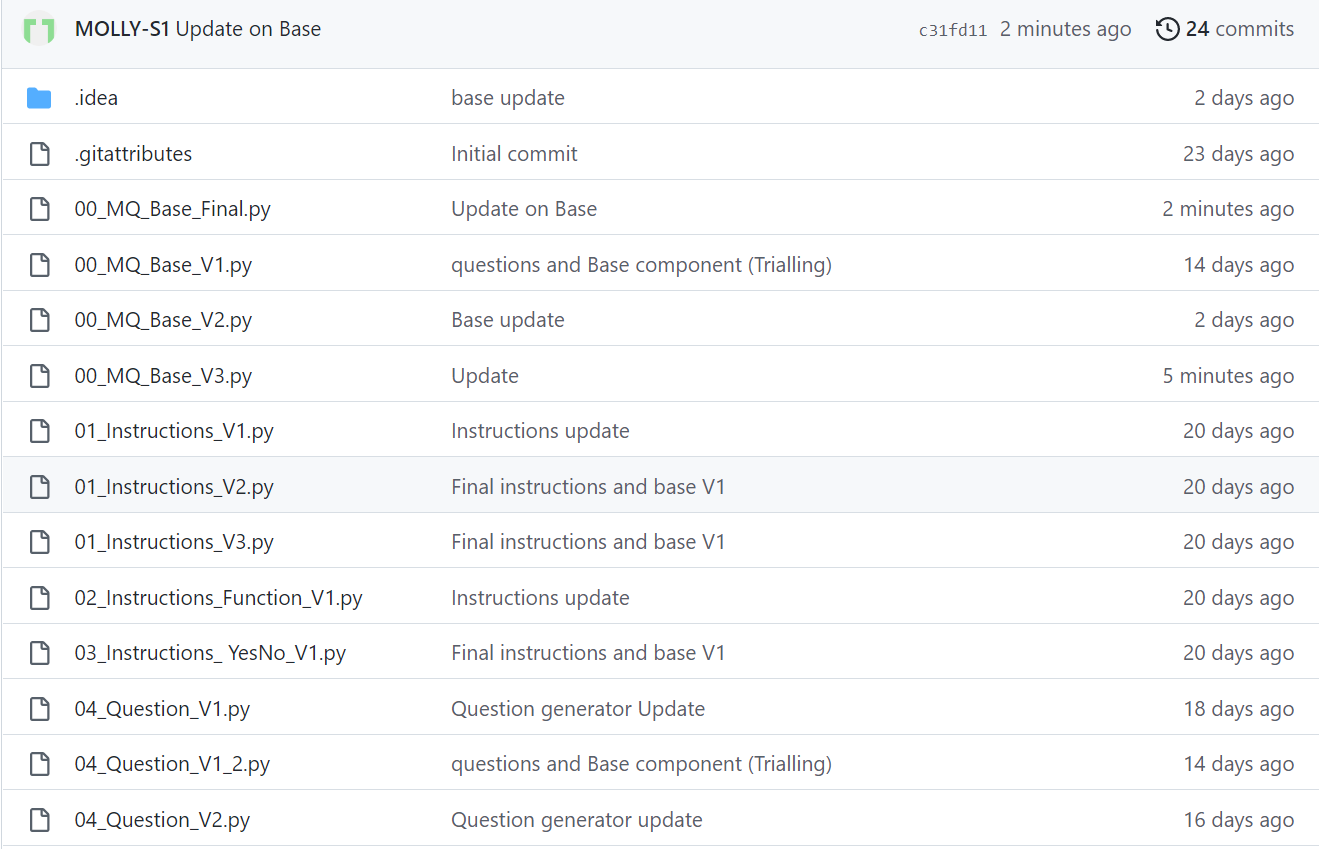 MOLLY-S1 Update on Base c31fd11 2 minutes ago 24 commits
.idea base update 2 days ago
.gitattributes Initial commit 23 days ago
00_MQ_Base_Final.py Update on Base 2 minutes ago
00_MQ_Base_V1.py questions and Base component (Trialling) 14 days ago
00_MQ_Base_V2.py Base update 2 days ago
00_MQ_Base_V3.py Update 5 minutes ago
01_Instructions_V1.py Instructions update 20 days ago
01_Instructions_V2.py Final instructions and base V1 20 days ago
01_Instructions_V3.py Final instructions and base V1 20 days ago
02_Instructions_Function_V1.py Instructions update 20 days ago
03_Instructions_ YesNo_V1.py Final instructions and base V1 20 days ago
04_Question_V1.py Question generator Update 18 days ago
04_Question_V1_2.py questions and Base component (Trialling) 14 days ago
04_Question_V2.py Question generator update 16 days ago